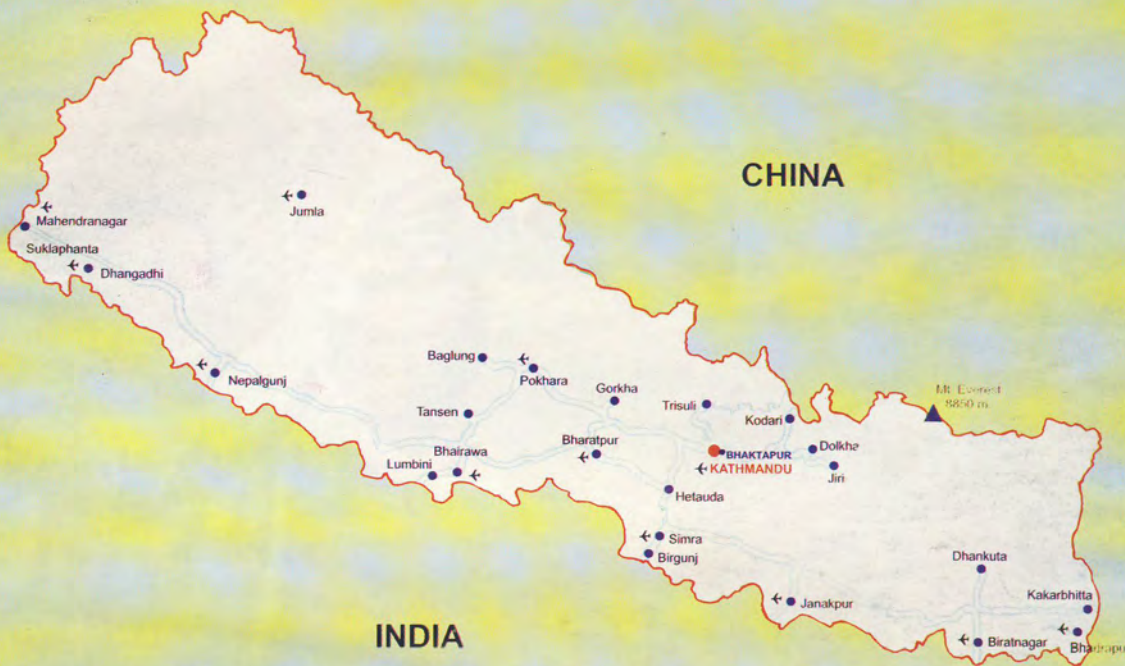 CHINA
Jumla
Mahendranagar
Suklaphanta
Dhangadhi
Nepalgunj
Baglung
Pokhara
Gorkha
Trisuli
Kodari
Mt. Everest
8850 m.
Tansen
Bharatpur
BHAKTAPUR
KATHMANDU
Dolkha
Jiri
Lumbini
Bhairawa
Hetauda
Simra
Birgunj
Dhankuta
Janakpur
Kakarbhitta
Biratnagar
Bhadrapu
INDIA